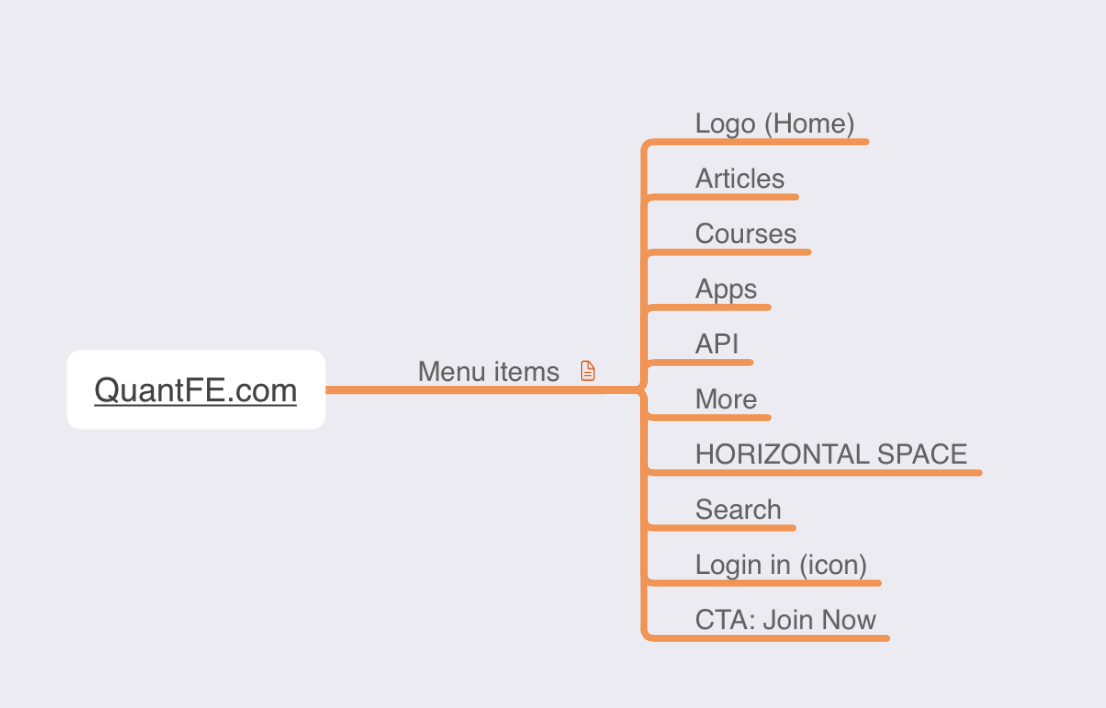 QuantFE.com
Menu items
Logo (Home)
Articles
Courses
Apps
API
More
HORIZONTAL SPACE
Search
Login in (icon)
CTA: Join Now